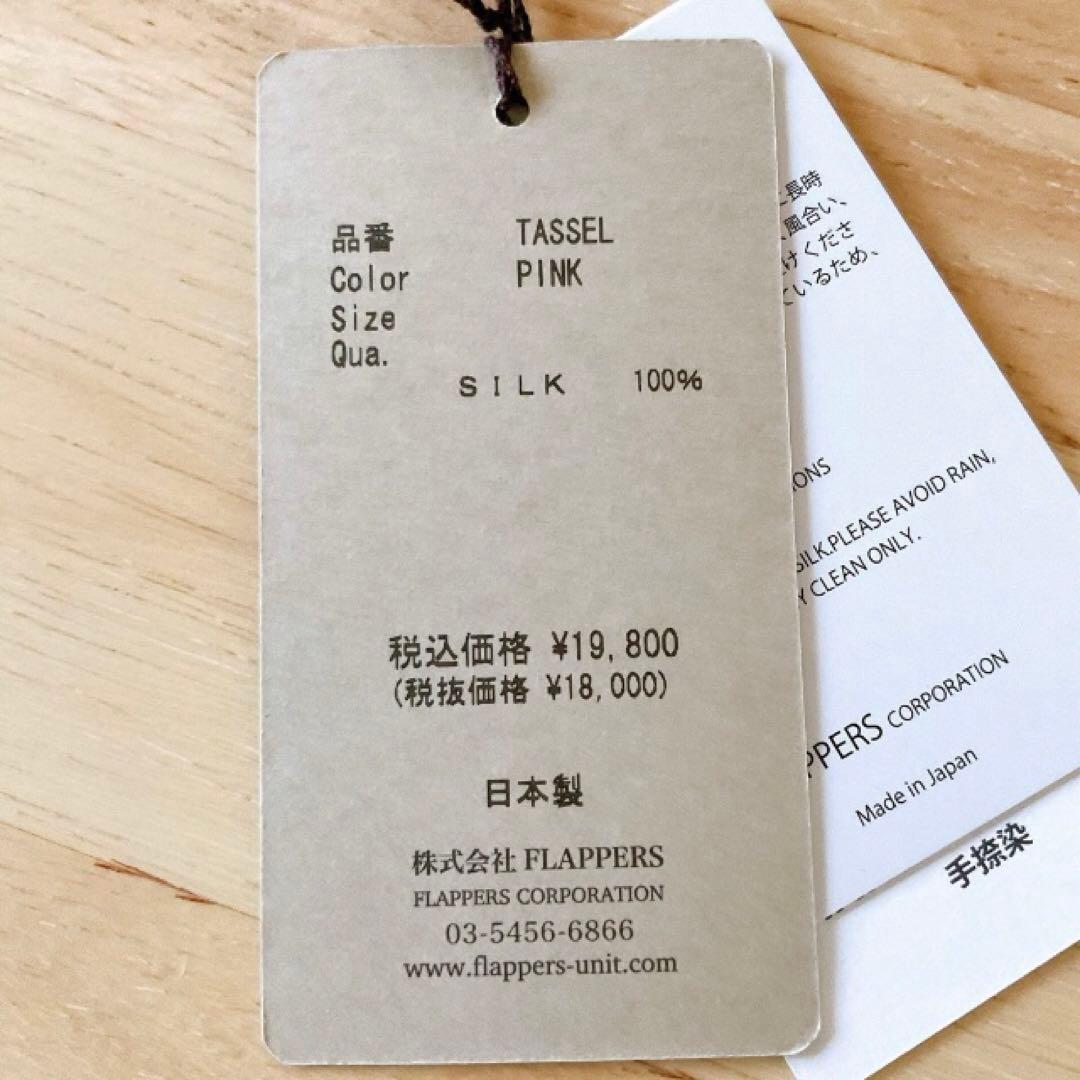 品番 TASSEL
Color PINK
Size
Qua.
SILK 100%
税込価格 ¥19,800
(税抜価格 ¥18,000)
日本製
株式会社 FLAPPERS
FLAPPERS CORPORATION
03-5456-6866
www.flappers-unit.com
長時
風合い、
けくださ
ているため、
IONS
SILK.PLEASE AVOID RAIN,
Y CLEAN ONLY.
PPERS CORPORATION
Made in Japan
手捺染